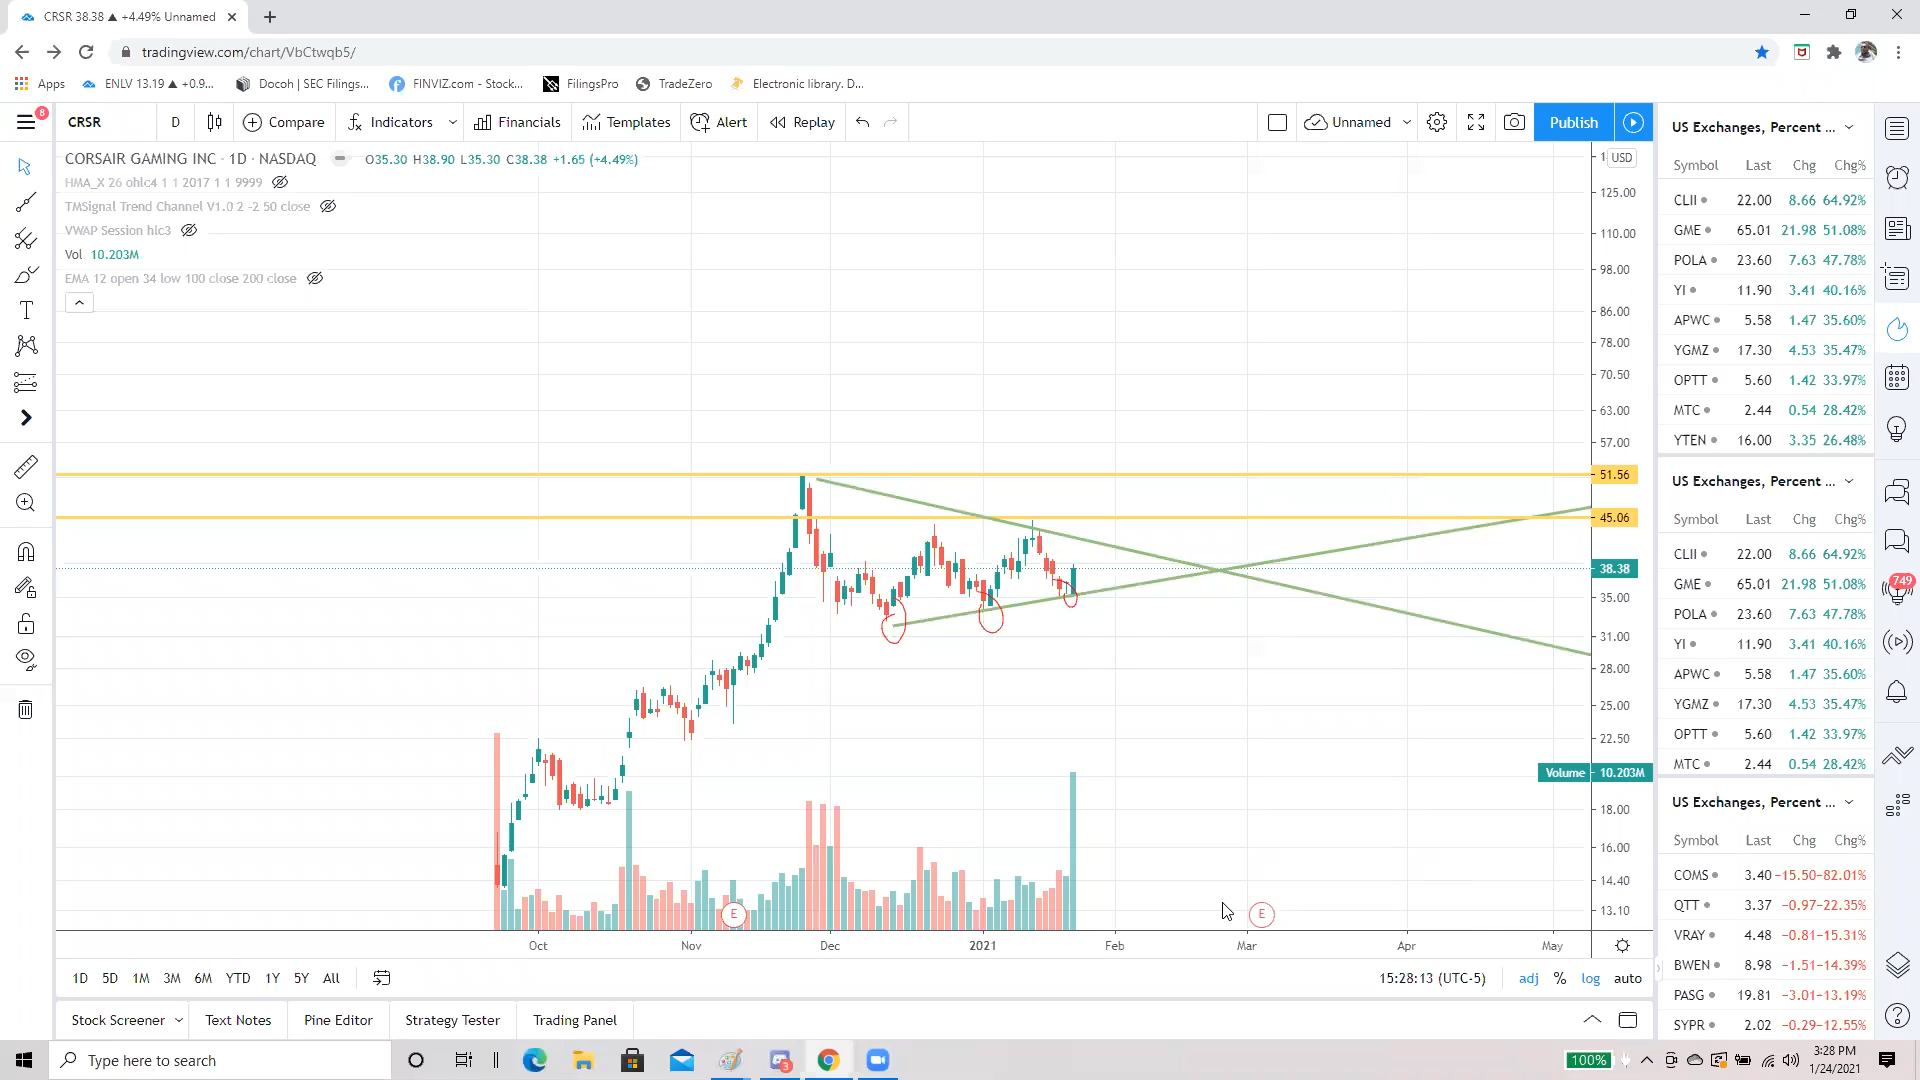 CRSR 38.38 ▲ +4.49% Unnamed
tradingview.com/chart/VbCtwqb5/
Apps ENLV 13.19 ▲ +0.9... Docoh | SEC Filings... FINVIZ.com - Stock... FilingsPro TradeZero Electronic library. D...
8 CRSR D Compare Indicators Financials Templates Alert Replay Unnamed Publish
CORSAIR GAMING INC · 1D · NASDAQ O35.30 H38.90 L35.30 C38.38 +1.65 (+4.49%)
HMA_X 26 ohlc4 1 1 2017 1 1 9999
TMSignal Trend Channel V1.0 2 -2 50 close
VWAP Session hlc3
Vol 10.203M
EMA 12 open 34 low 100 close 200 close
USD
125.00
110.00
98.00
86.00
78.00
70.50
63.00
57.00
51.56
45.06
38.38
35.00
31.00
28.00
25.00
22.50
Volume 10.203M
18.00
16.00
14.40
13.10
E E
Oct Nov Dec 2021 Feb Mar Apr May
1D 5D 1M 3M 6M YTD 1Y 5Y All 15:28:13 (UTC-5) adj % log auto
Stock Screener Text Notes Pine Editor Strategy Tester Trading Panel
US Exchanges, Percent ...
Symbol Last Chg Chg%
CLII 22.00 8.66 64.92%
GME 65.01 21.98 51.08%
POLA 23.60 7.63 47.78%
YI 11.90 3.41 40.16%
APWC 5.58 1.47 35.60%
YGMZ 17.30 4.53 35.47%
OPTT 5.60 1.42 33.97%
MTC 2.44 0.54 28.42%
YTEN 16.00 3.35 26.48%
US Exchanges, Percent ...
Symbol Last Chg Chg%
CLII 22.00 8.66 64.92%
GME 65.01 21.98 51.08%
POLA 23.60 7.63 47.78%
YI 11.90 3.41 40.16%
APWC 5.58 1.47 35.60%
YGMZ 17.30 4.53 35.47%
OPTT 5.60 1.42 33.97%
MTC 2.44 0.54 28.42%
US Exchanges, Percent ...
Symbol Last Chg Chg%
COMS 3.40 −15.50 −82.01%
QTT 3.37 −0.97 −22.35%
VRAY 4.48 −0.81 −15.31%
BWEN 8.98 −1.51 −14.39%
PASG 19.81 −3.01 −13.19%
SYPR 2.02 −0.29 −12.55%
749
Type here to search 3 100% 3:28 PM
1/24/2021